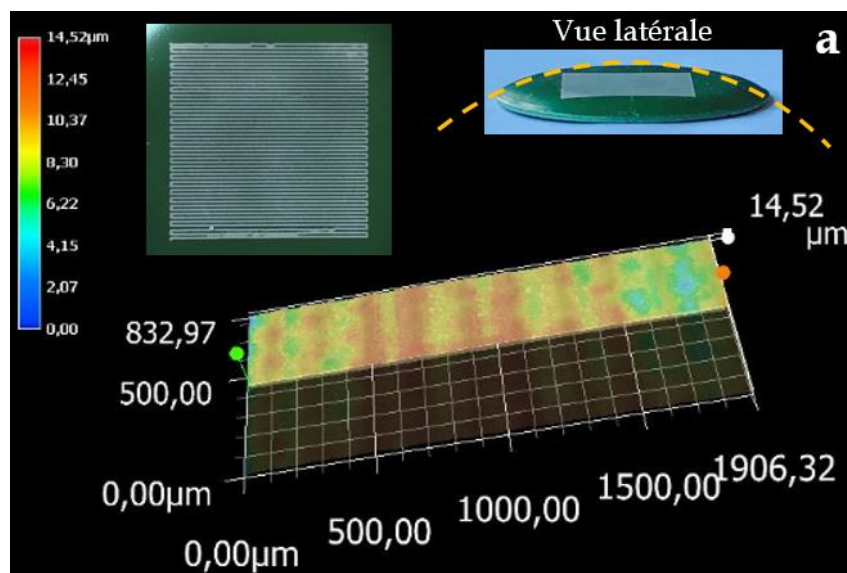 14,52µm
12,45
10,37
8,30
6,22
4,15
2,07
0,00
Vue latérale
a
14,52
µm
832,97
500,00
0,00µm
0,00µm
500,00
1000,00
1500,00
1906,32